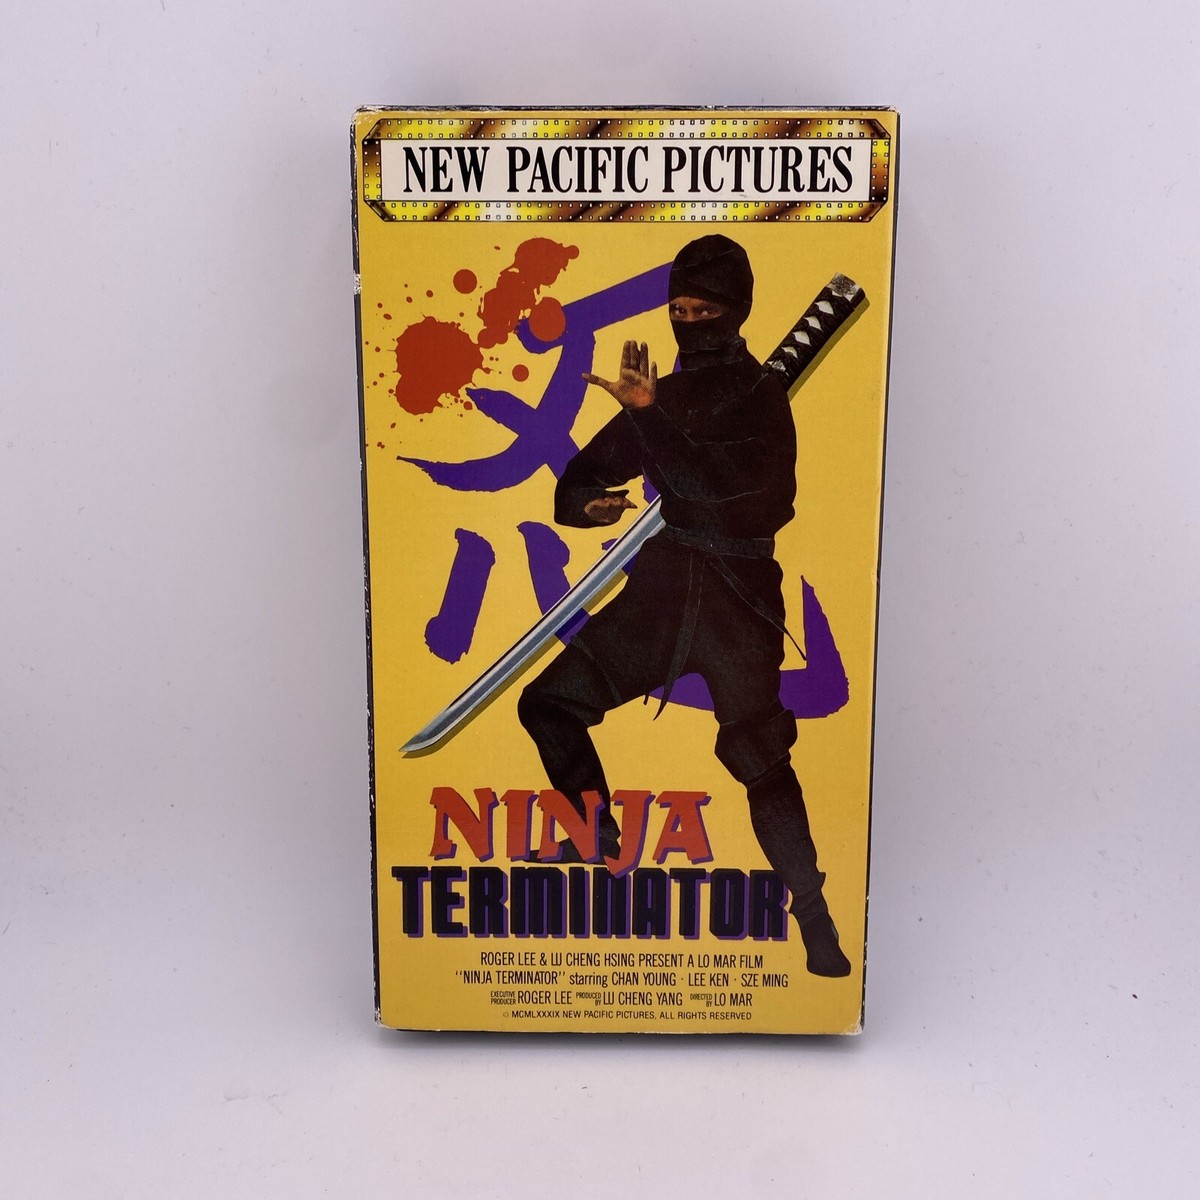 NEW PACIFIC PICTURES
忍
NINJA
TERMINATOR
ROGER LEE & LU CHENG HSING PRESENT A LO MAR FILM
"NINJA TERMINATOR" starring CHAN YOUNG · LEE KEN · SZE MING
EXECUTIVE PRODUCER ROGER LEE PRODUCED BY LU CHENG YANG DIRECTED BY LO MAR
© MCMLXXXIX NEW PACIFIC PICTURES, ALL RIGHTS RESERVED